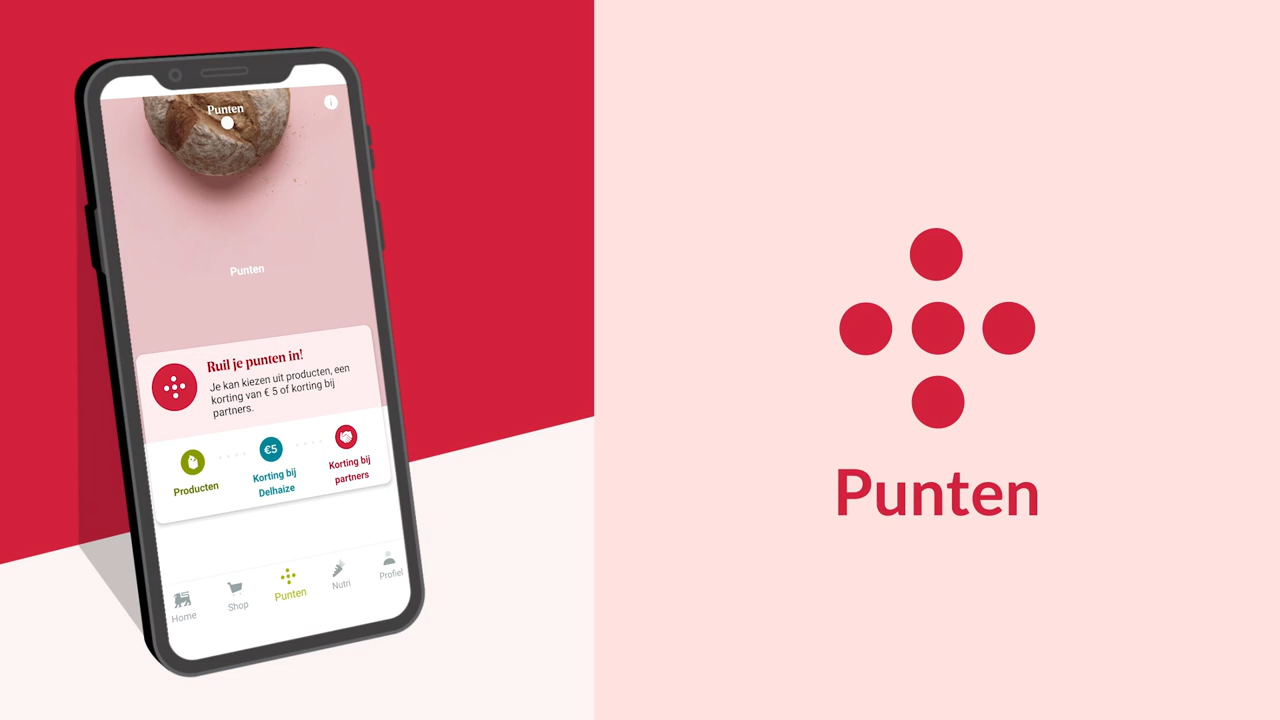 Punten
i
Punten
Ruil je punten in!
Je kan kiezen uit producten, een
korting van € 5 of korting bij
partners.
€5
Producten
Korting bij
Delhaize
Korting bij
partners
Home
Shop
Punten
Nutri
Profiel
Punten